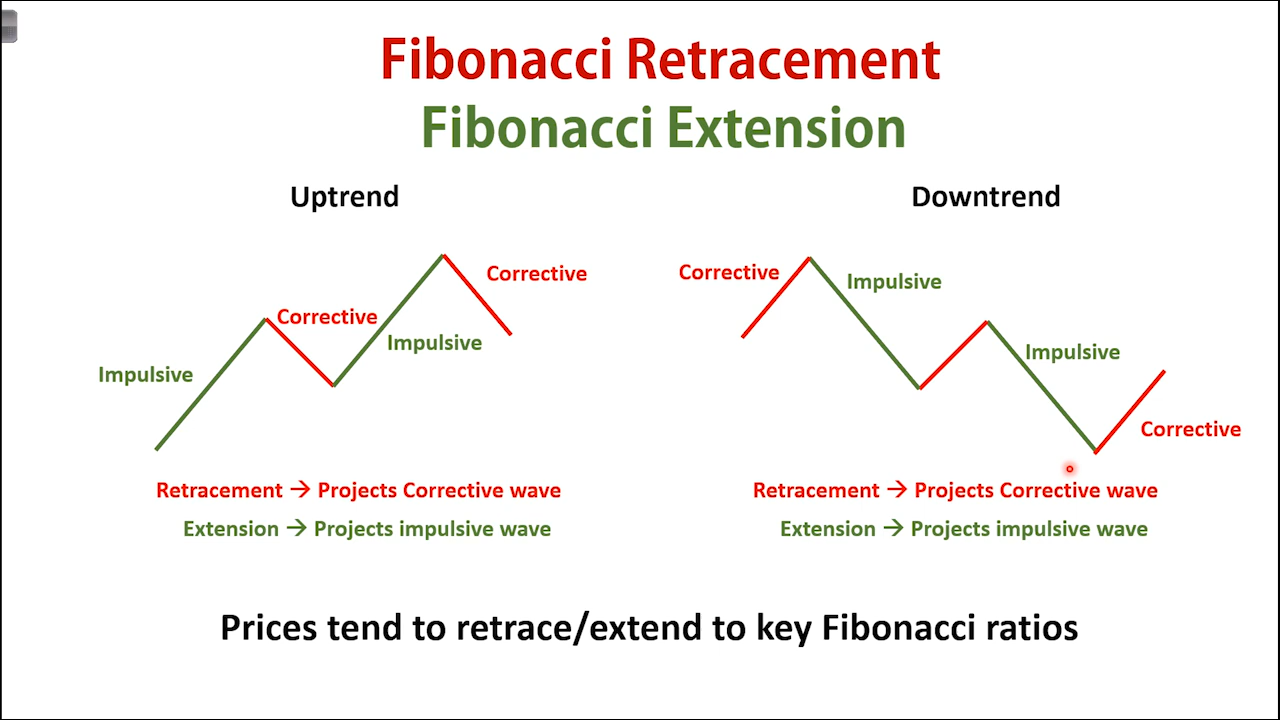 Fibonacci Retracement
Fibonacci Extension
Uptrend
Corrective
Corrective
Impulsive
Impulsive
Retracement → Projects Corrective wave
Extension → Projects impulsive wave
Downtrend
Corrective
Impulsive
Impulsive
Corrective
Retracement → Projects Corrective wave
Extension → Projects impulsive wave
Prices tend to retrace/extend to key Fibonacci ratios